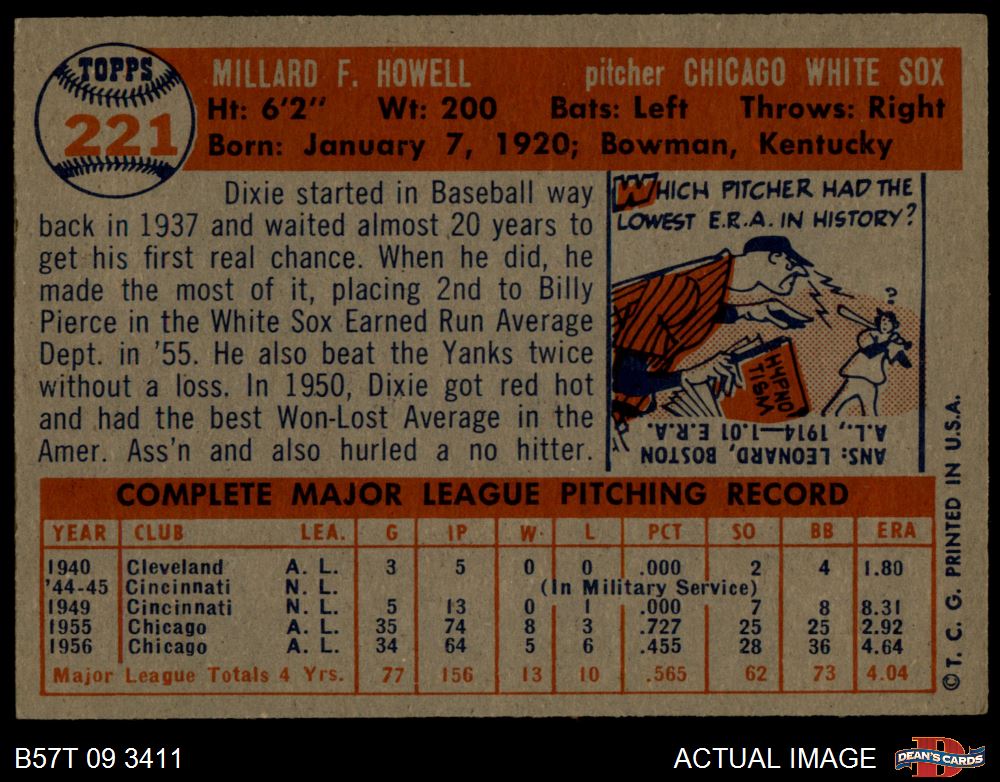 TOPPS
221
MILLARD F. HOWELL pitcher CHICAGO WHITE SOX
Ht: 6'2" Wt: 200 Bats: Left Throws: Right
Born: January 7, 1920; Bowman, Kentucky
Dixie started in Baseball way
back in 1937 and waited almost 20 years to
get his first real chance. When he did, he
made the most of it, placing 2nd to Billy
Pierce in the White Sox Earned Run Average
Dept. in '55. He also beat the Yanks twice
without a loss. In 1950, Dixie got red hot
and had the best Won-Lost Average in the
Amer. Ass'n and also hurled a no hitter.
WHICH PITCHER HAD THE
LOWEST E.R.A. IN HISTORY?
?
HYPNO
TISM
ANS: LEONARD, BOSTON
A.L., 1914—1.01 E.R.A.
COMPLETE MAJOR LEAGUE PITCHING RECORD
YEAR CLUB LEA. G IP W L PCT SO BB ERA
1940 Cleveland A. L. 3 5 0 0 .000 2 4 1.80
'44-45 Cincinnati N. L. (In Military Service)
1949 Cincinnati N. L. 5 13 0 1 .000 7 8 8.31
1955 Chicago A. L. 35 74 8 3 .727 25 25 2.92
1956 Chicago A. L. 34 64 5 6 .455 28 36 4.64
Major League Totals 4 Yrs. 77 156 13 10 .565 62 73 4.04
©T. C. G. PRINTED IN U.S.A.
B57T 09 3411 ACTUAL IMAGE
D
DEAN'S CARDS